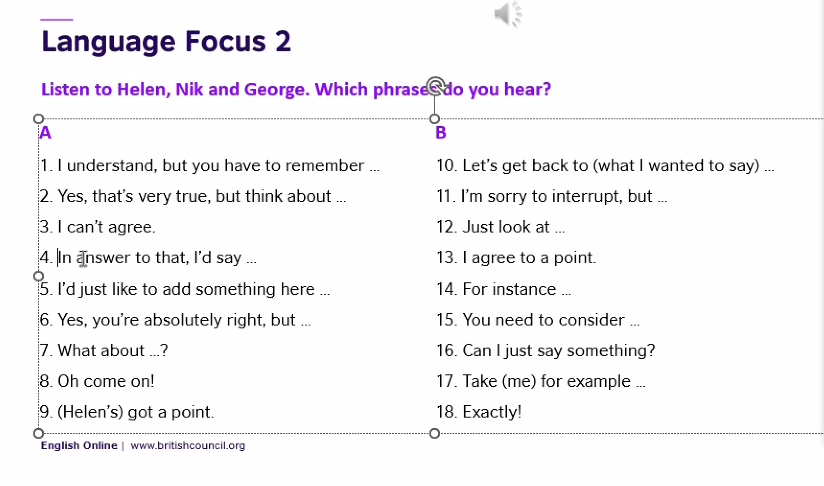 Language Focus 2
Listen to Helen, Nik and George. Which phrases do you hear?
A
1. I understand, but you have to remember ...
2. Yes, that's very true, but think about ...
3. I can't agree.
4. In answer to that, I'd say ...
5. I'd just like to add something here ...
6. Yes, you're absolutely right, but ...
7. What about ...?
8. Oh come on!
9. (Helen's) got a point.
B
10. Let's get back to (what I wanted to say) ...
11. I'm sorry to interrupt, but ...
12. Just look at ...
13. I agree to a point.
14. For instance ...
15. You need to consider ...
16. Can I just say something?
17. Take (me) for example ...
18. Exactly!
English Online | www.britishcouncil.org